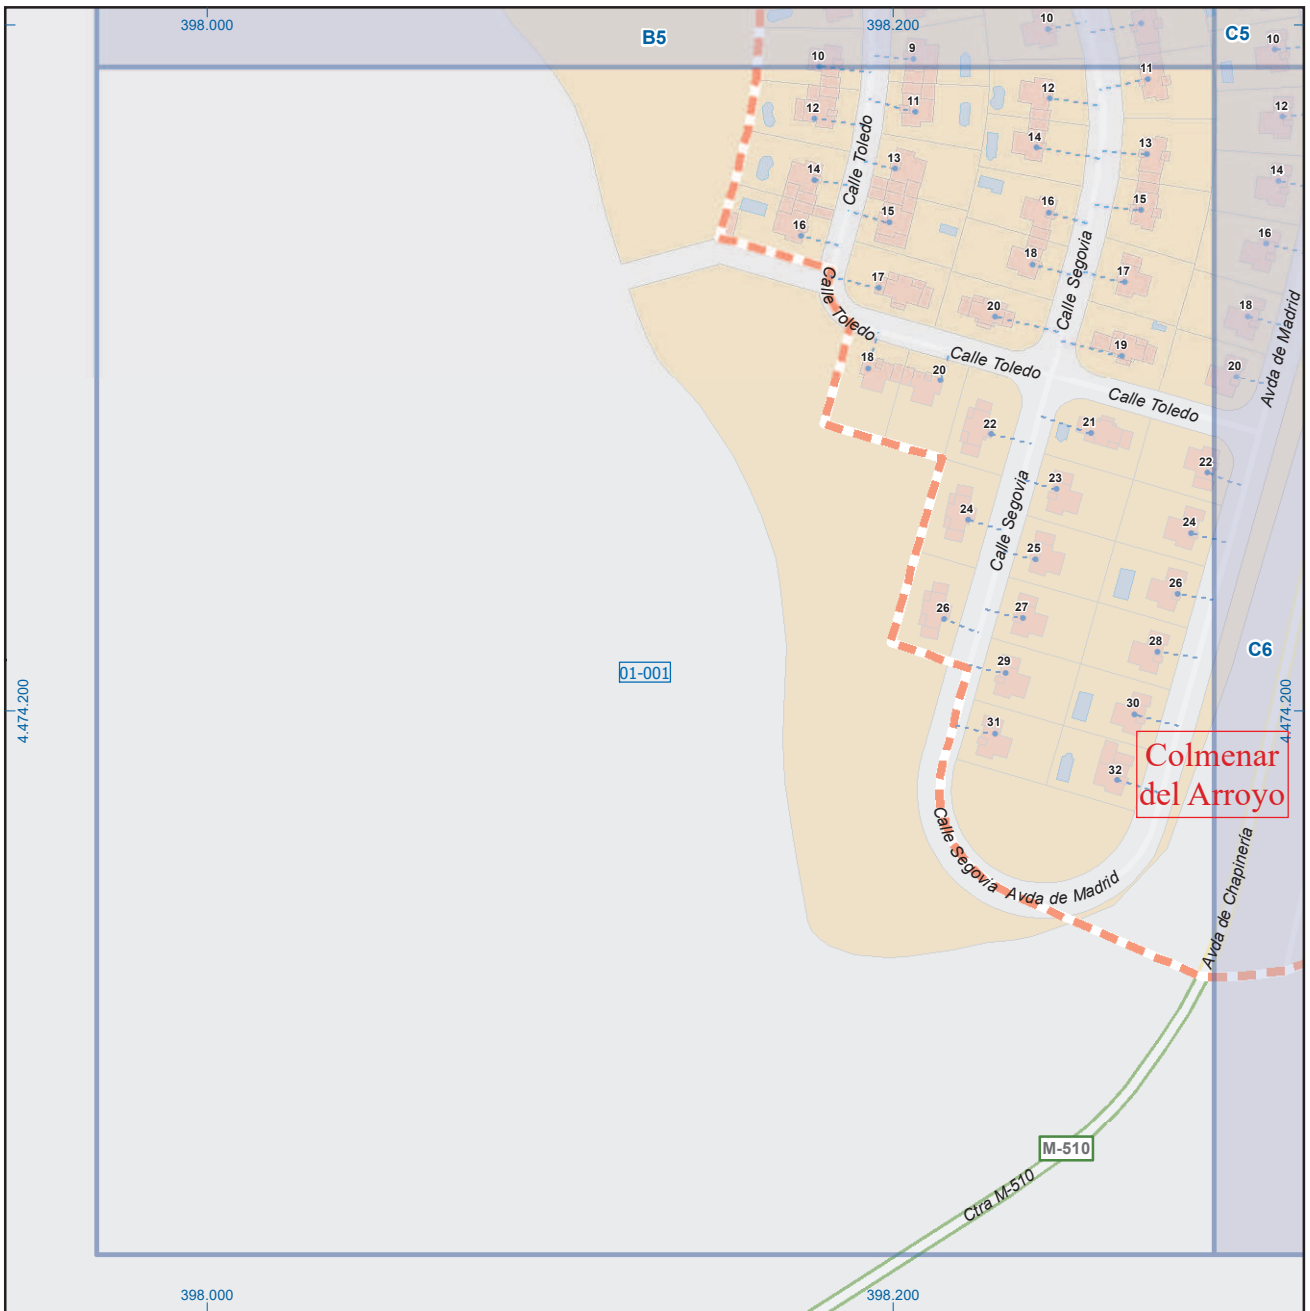 398.000
398.200
B5
C5
10
9
10
10
12
11
12
11
12
14
13
14
13
14
16
15
16
15
16
17
18
17
18
20
19
20
18
20
22
21
22
24
23
24
25
26
27
26
29
28
31
30
32
Calle Toledo
Calle Segovia
Avda de Madrid
Calle Toledo
Calle Toledo
Calle Toledo
Calle Segovia
01-001
C6
4.474.200
4.474.200
Colmenar
del Arroyo
Calle Segovia
Avda de Madrid
Avda de Chapinería
M-510
Ctra M-510
398.000
398.200